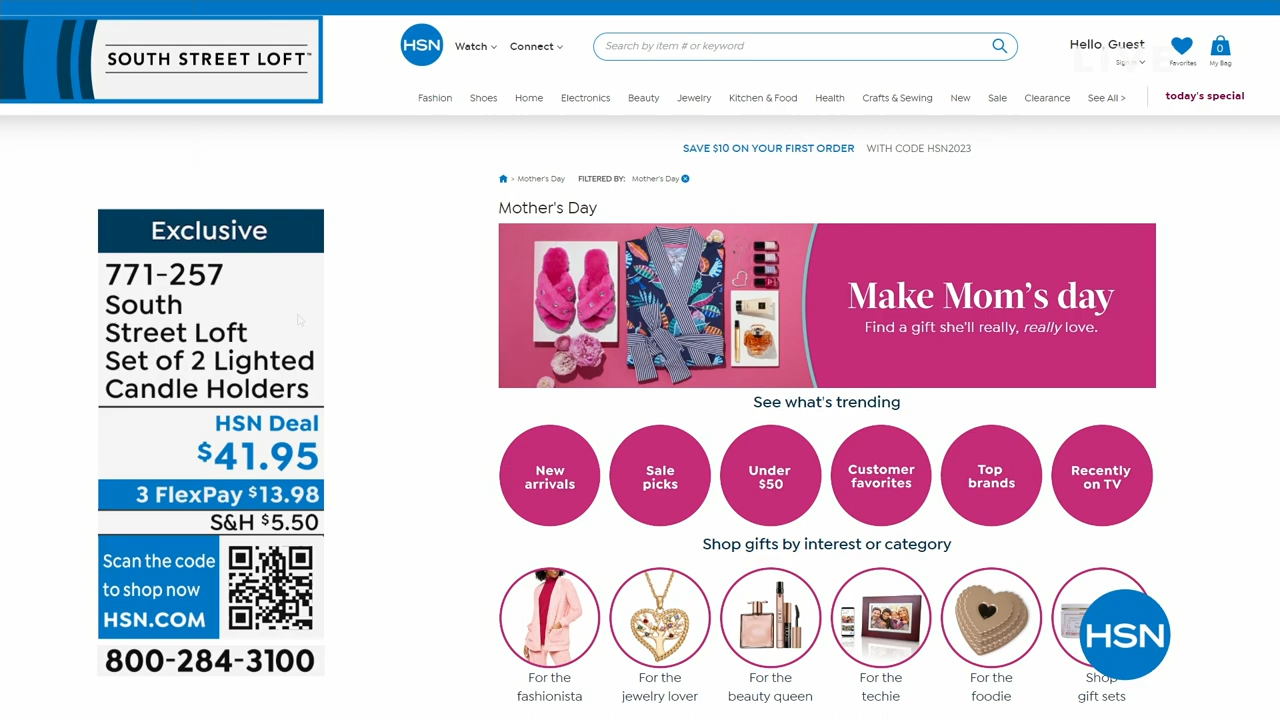 SOUTH STREET LOFT™
HSN
Watch
Connect
Search by item # or keyword
Hello, Guest
Sign In
Favorites
0
My Bag
LIVE
Fashion
Shoes
Home
Electronics
Beauty
Jewelry
Kitchen & Food
Health
Crafts & Sewing
New
Sale
Clearance
See All >
today's special
SAVE $10 ON YOUR FIRST ORDER WITH CODE HSN2023
> Mother's Day FILTERED BY: Mother's Day
Mother's Day
Make Mom's day
Find a gift she'll really, really love.
See what's trending
New
arrivals
Sale
picks
Under
$50
Customer
favorites
Top
brands
Recently
on TV
Shop gifts by interest or category
For the
fashionista
For the
jewelry lover
For the
beauty queen
For the
techie
For the
foodie
Shop
gift sets
HSN
Exclusive
771-257
South
Street Loft
Set of 2 Lighted
Candle Holders
HSN Deal
$41.95
3 FlexPay $13.98
S&H $5.50
Scan the code
to shop now
HSN.COM
800-284-3100